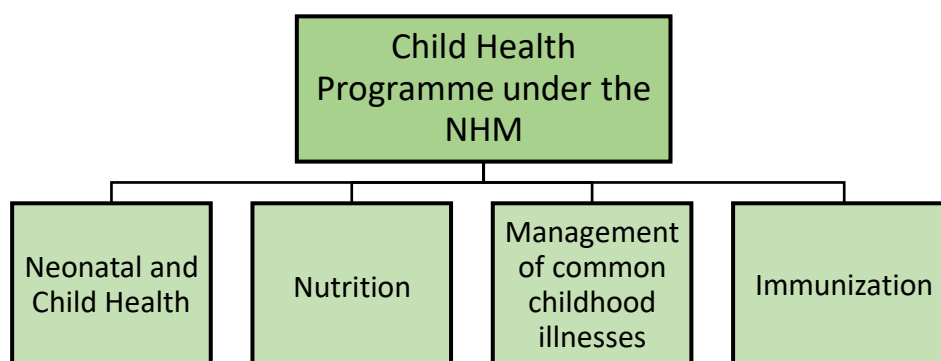 Child Health
Programme under the
NHM
Neonatal and
Child Health
Nutrition
Management
of common
childhood
illnesses
Immunization